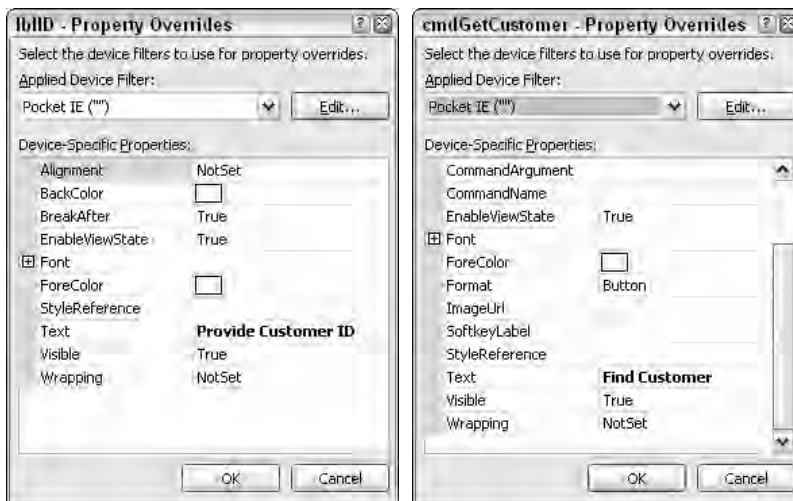 lblID - Property Overrides
Select the device filters to use for property overrides.
Applied Device Filter:
Pocket IE ("")
Edit...
Device-Specific Properties:
Alignment NotSet
BackColor
BreakAfter True
EnableViewState True
Font
ForeColor
StyleReference
Text Provide Customer ID
Visible True
Wrapping NotSet
OK Cancel
cmdGetCustomer - Property Overrides
Select the device filters to use for property overrides.
Applied Device Filter:
Pocket IE ("")
Edit...
Device-Specific Properties:
CommandArgument
CommandName
EnableViewState True
Font
ForeColor
Format Button
ImageUrl
SoftkeyLabel
StyleReference
Text Find Customer
Visible True
Wrapping NotSet
OK Cancel